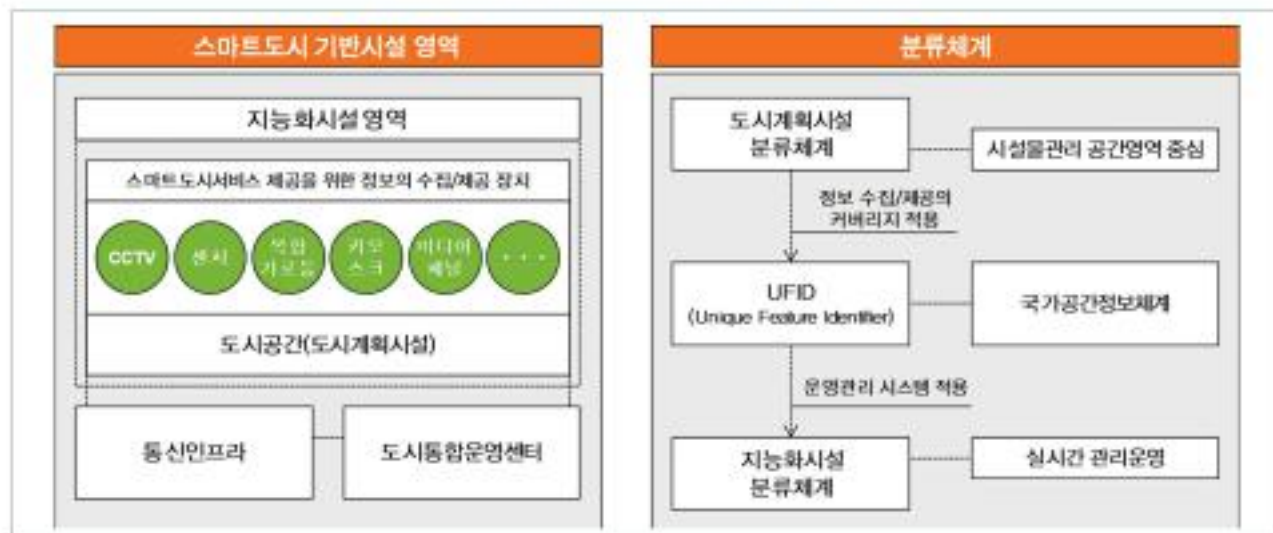 스마트도시 기반시설 영역
지능화시설 영역
스마트도시서비스 제공을 위한 정보의 수집/제공 장치
CCTV
센서
복합
가로등
키오
스크
미디어
패널
• • •
도시공간(도시계획시설)
통신인프라
도시통합운영센터
분류체계
도시계획시설
분류체계
시설물관리 공간영역 중심
정보 수집/제공의
커버리지 적용
UFID
(Unique Feature Identifier)
국가공간정보체계
운영관리 시스템 적용
지능화시설
분류체계
실시간 관리운영